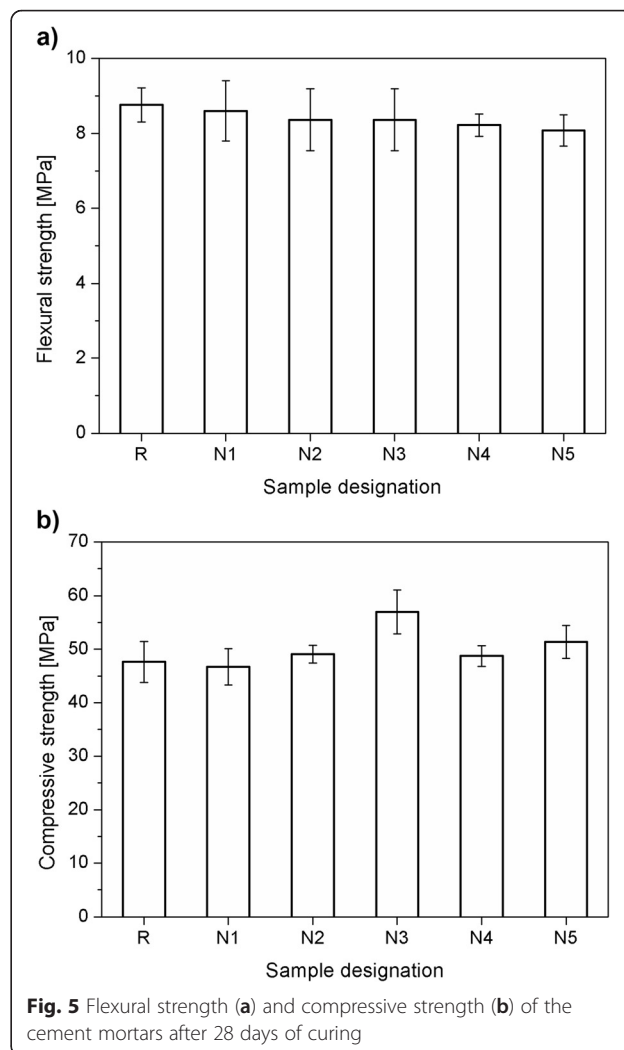 a)
10
8
6
4
2
0
Flexural strength [MPa]
R N1 N2 N3 N4 N5
Sample designation
b)
70
60
50
40
30
20
10
0
Compressive strength [MPa]
R N1 N2 N3 N4 N5
Sample designation
Fig. 5 Flexural strength (a) and compressive strength (b) of the
cement mortars after 28 days of curing